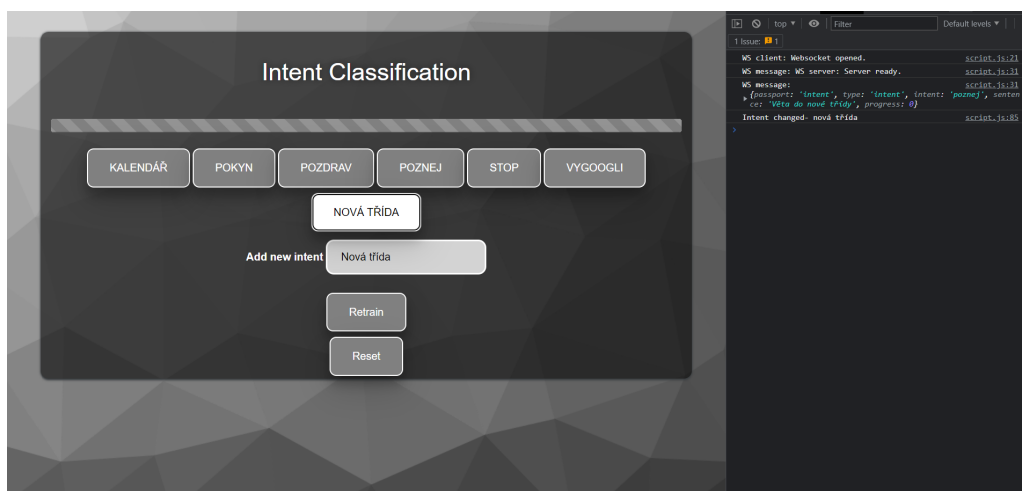 Intent Classification
KALENDÁŘ POKYN POZDRAV POZNEJ STOP VYGOOGLI
NOVÁ TŘÍDA
Add new intent Nová třída
Retrain
Reset
top Filter Default levels
1 Issue: 1
WS client: Websocket opened. script.js:21
WS message: WS server: Server ready. script.js:31
WS message: script.js:31
{passport: 'intent', type: 'intent', intent: 'poznej', senten
ce: 'Věta do nové třídy', progress: 0}
Intent changed- nová třída script.js:85